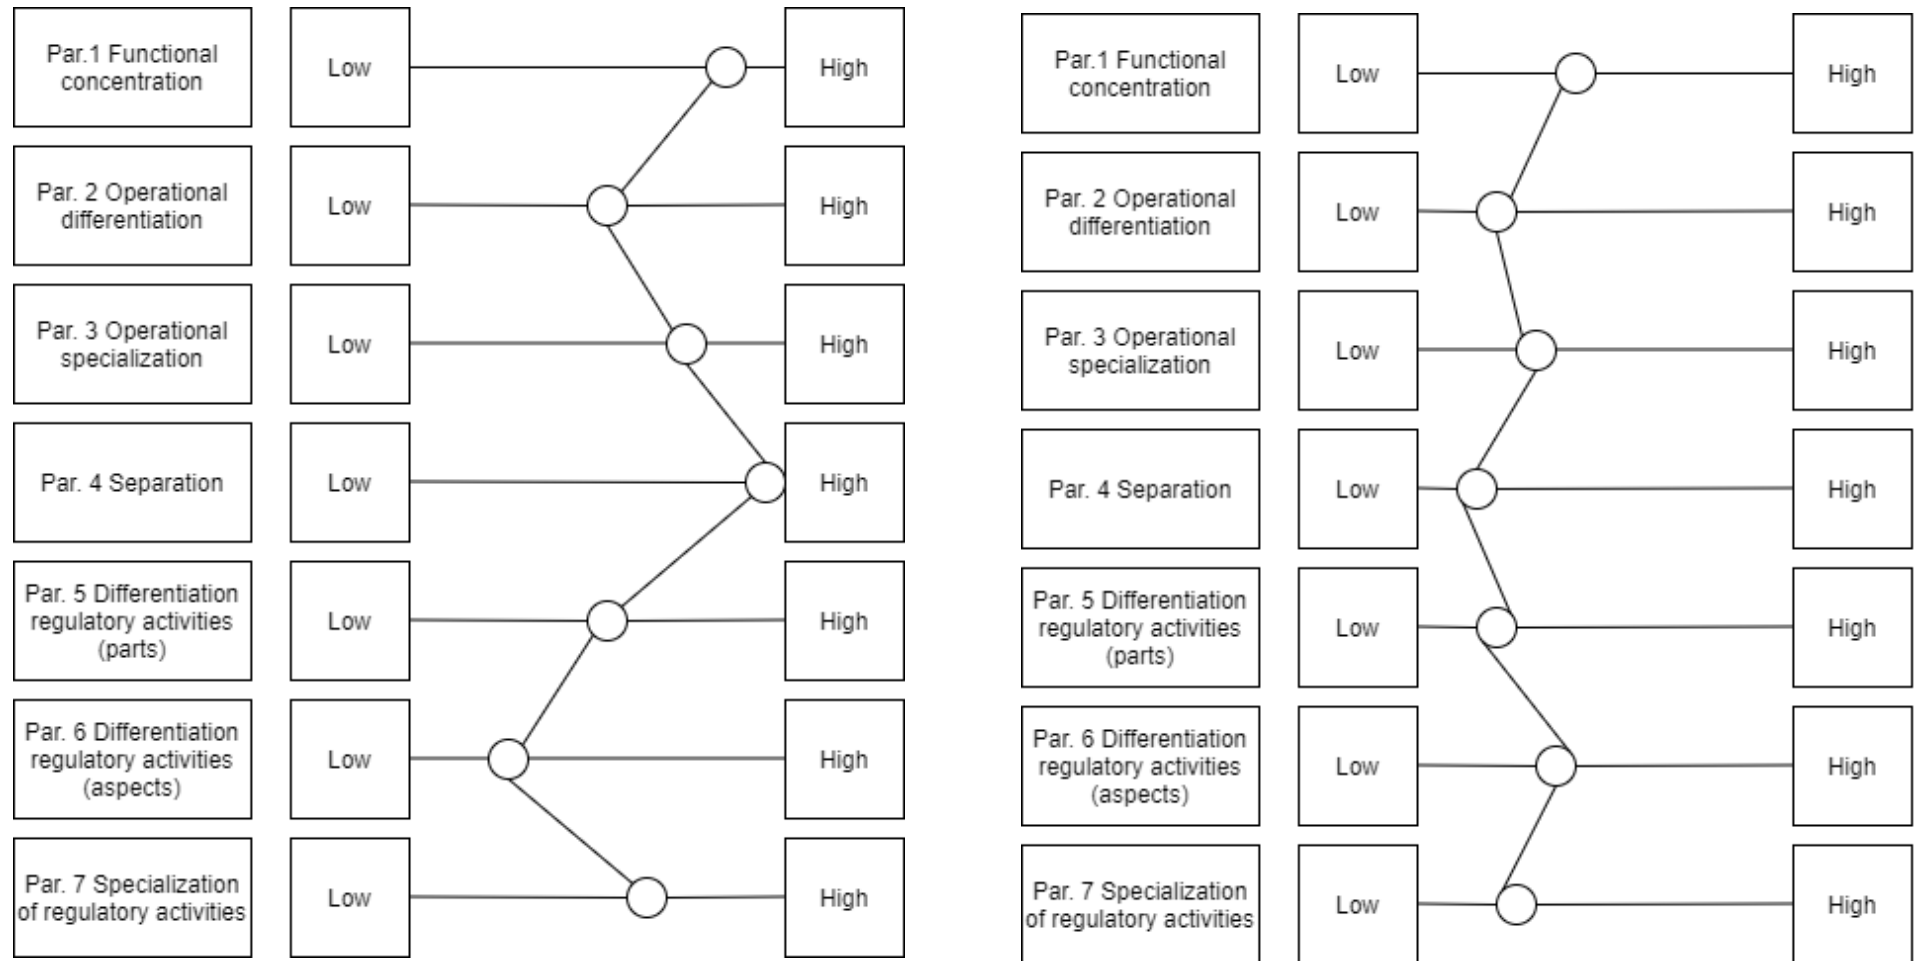 Par.1 Functional
concentration
Low
High
Par. 2 Operational
differentiation
Low
High
Par. 3 Operational
specialization
Low
High
Par. 4 Separation
Low
High
Par. 5 Differentiation
regulatory activities
(parts)
Low
High
Par. 6 Differentiation
regulatory activities
(aspects)
Low
High
Par. 7 Specialization
of regulatory activities
Low
High
Par.1 Functional
concentration
Low
High
Par. 2 Operational
differentiation
Low
High
Par. 3 Operational
specialization
Low
High
Par. 4 Separation
Low
High
Par. 5 Differentiation
regulatory activities
(parts)
Low
High
Par. 6 Differentiation
regulatory activities
(aspects)
Low
High
Par. 7 Specialization
of regulatory activities
Low
High